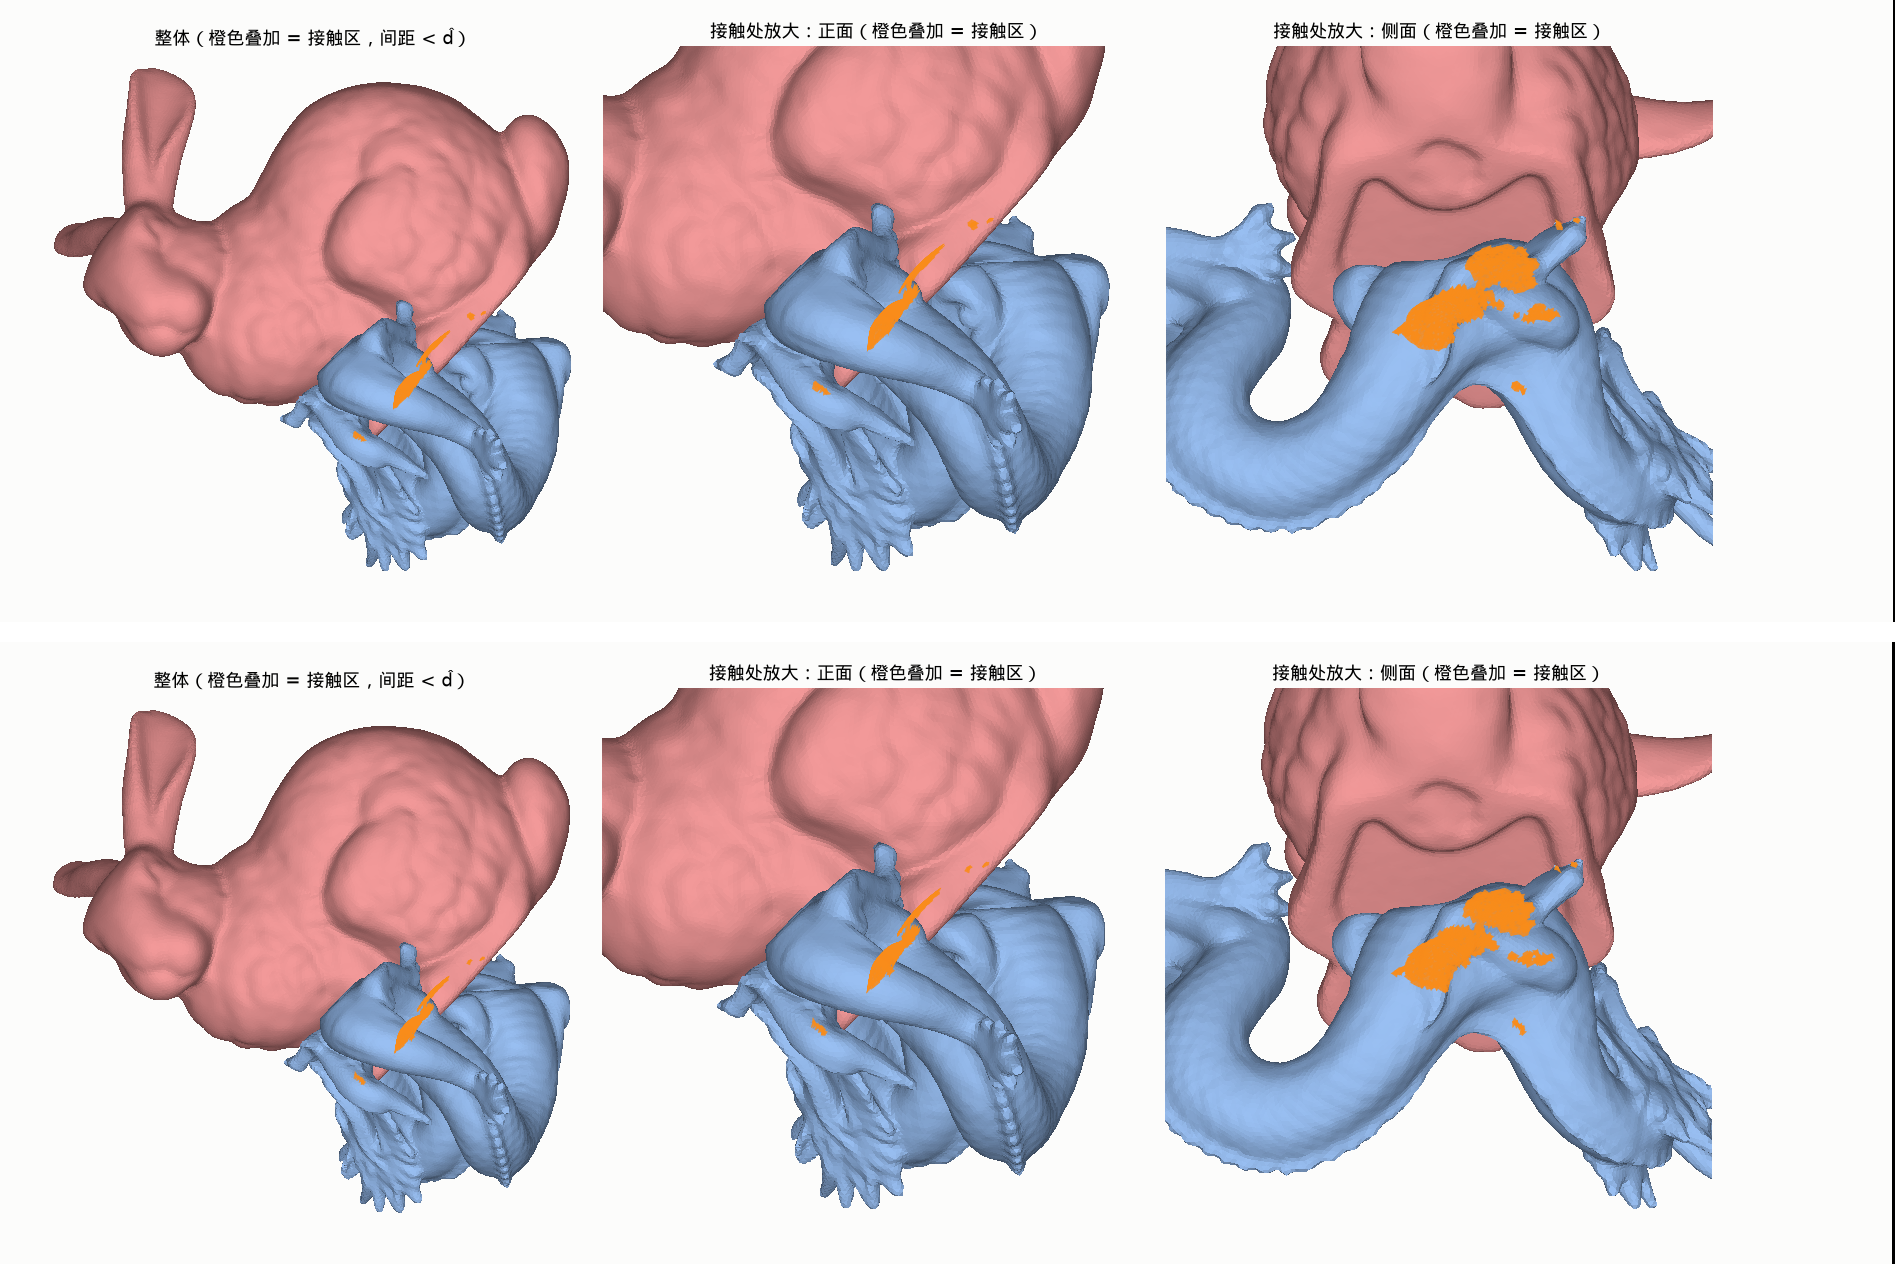 整体（橙色叠加 = 接触区，间距 < d̂）
接触处放大：正面（橙色叠加 = 接触区）
接触处放大：侧面（橙色叠加 = 接触区）
整体（橙色叠加 = 接触区，间距 < d̂）
接触处放大：正面（橙色叠加 = 接触区）
接触处放大：侧面（橙色叠加 = 接触区）